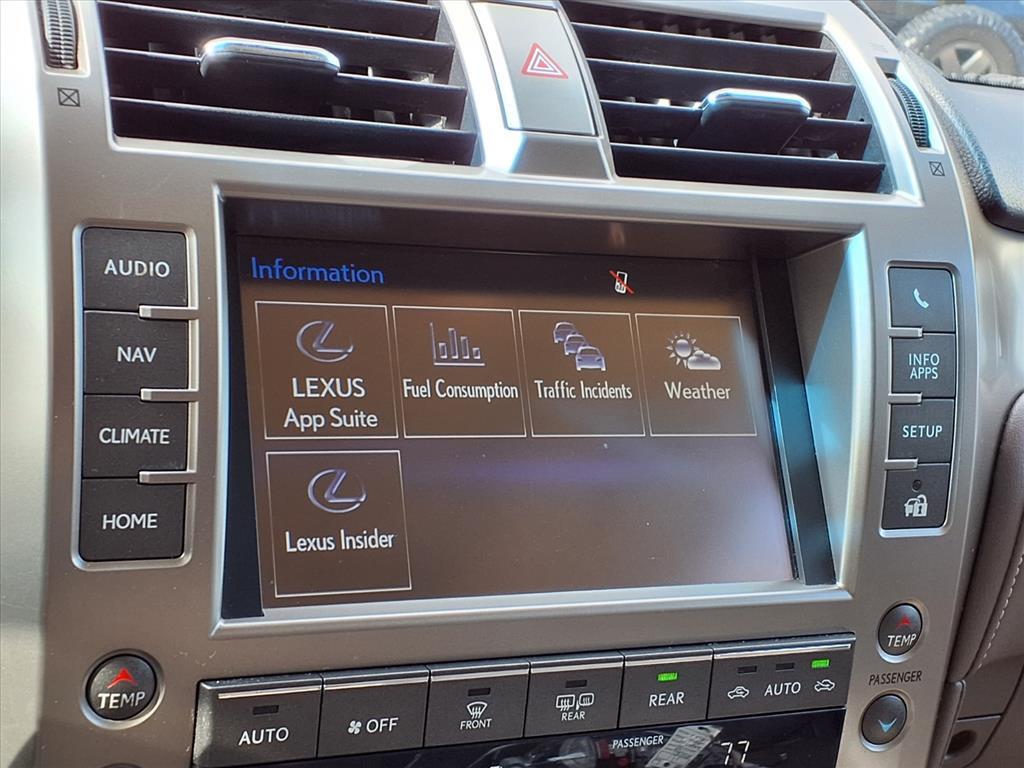 AUDIO
NAV
CLIMATE
HOME
Information
LEXUS
App Suite
Fuel Consumption
Traffic Incidents
Weather
Lexus Insider
INFO
APPS
SETUP
TEMP
AUTO
OFF
FRONT
REAR
REAR
AUTO
TEMP
PASSENGER
PASSENGER
77